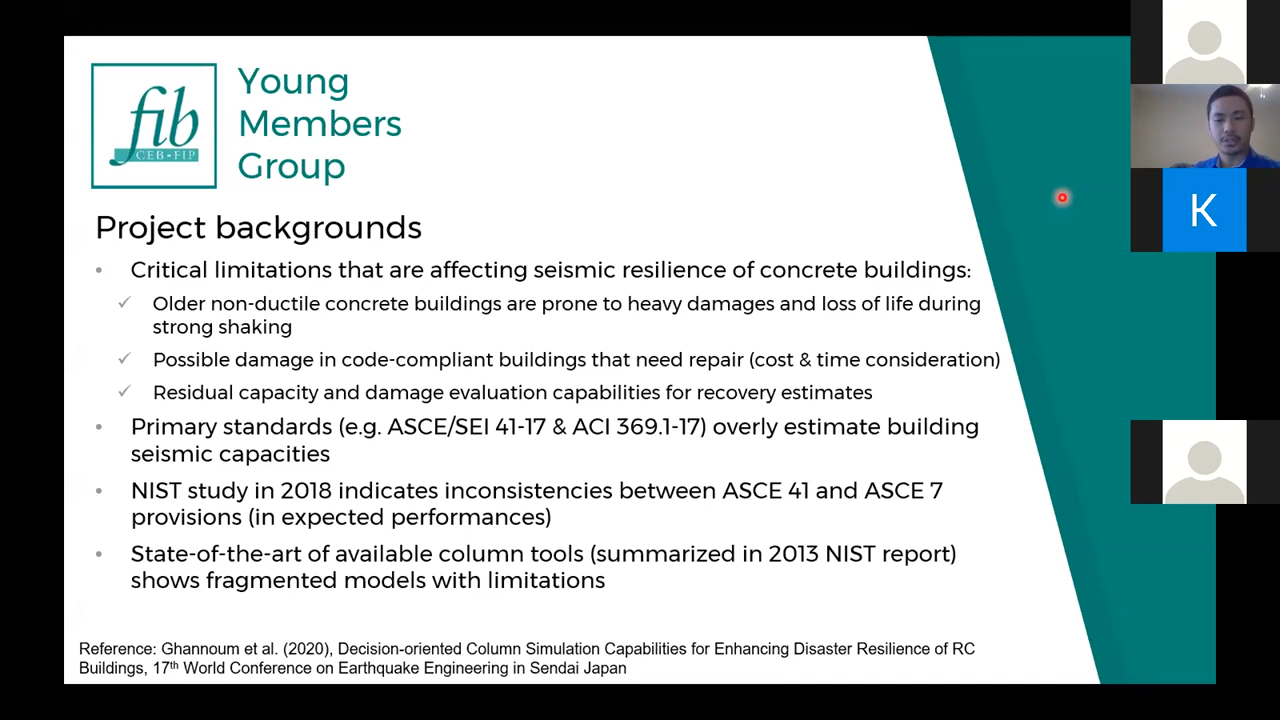 fib
CEB-FIP
Young
Members
Group
Project backgrounds
• Critical limitations that are affecting seismic resilience of concrete buildings:
✓ Older non-ductile concrete buildings are prone to heavy damages and loss of life during
strong shaking
✓ Possible damage in code-compliant buildings that need repair (cost & time consideration)
✓ Residual capacity and damage evaluation capabilities for recovery estimates
• Primary standards (e.g. ASCE/SEI 41-17 & ACI 369.1-17) overly estimate building
seismic capacities
• NIST study in 2018 indicates inconsistencies between ASCE 41 and ASCE 7
provisions (in expected performances)
• State-of-the-art of available column tools (summarized in 2013 NIST report)
shows fragmented models with limitations
Reference: Ghannoum et al. (2020), Decision-oriented Column Simulation Capabilities for Enhancing Disaster Resilience of RC
Buildings, 17th World Conference on Earthquake Engineering in Sendai Japan
K